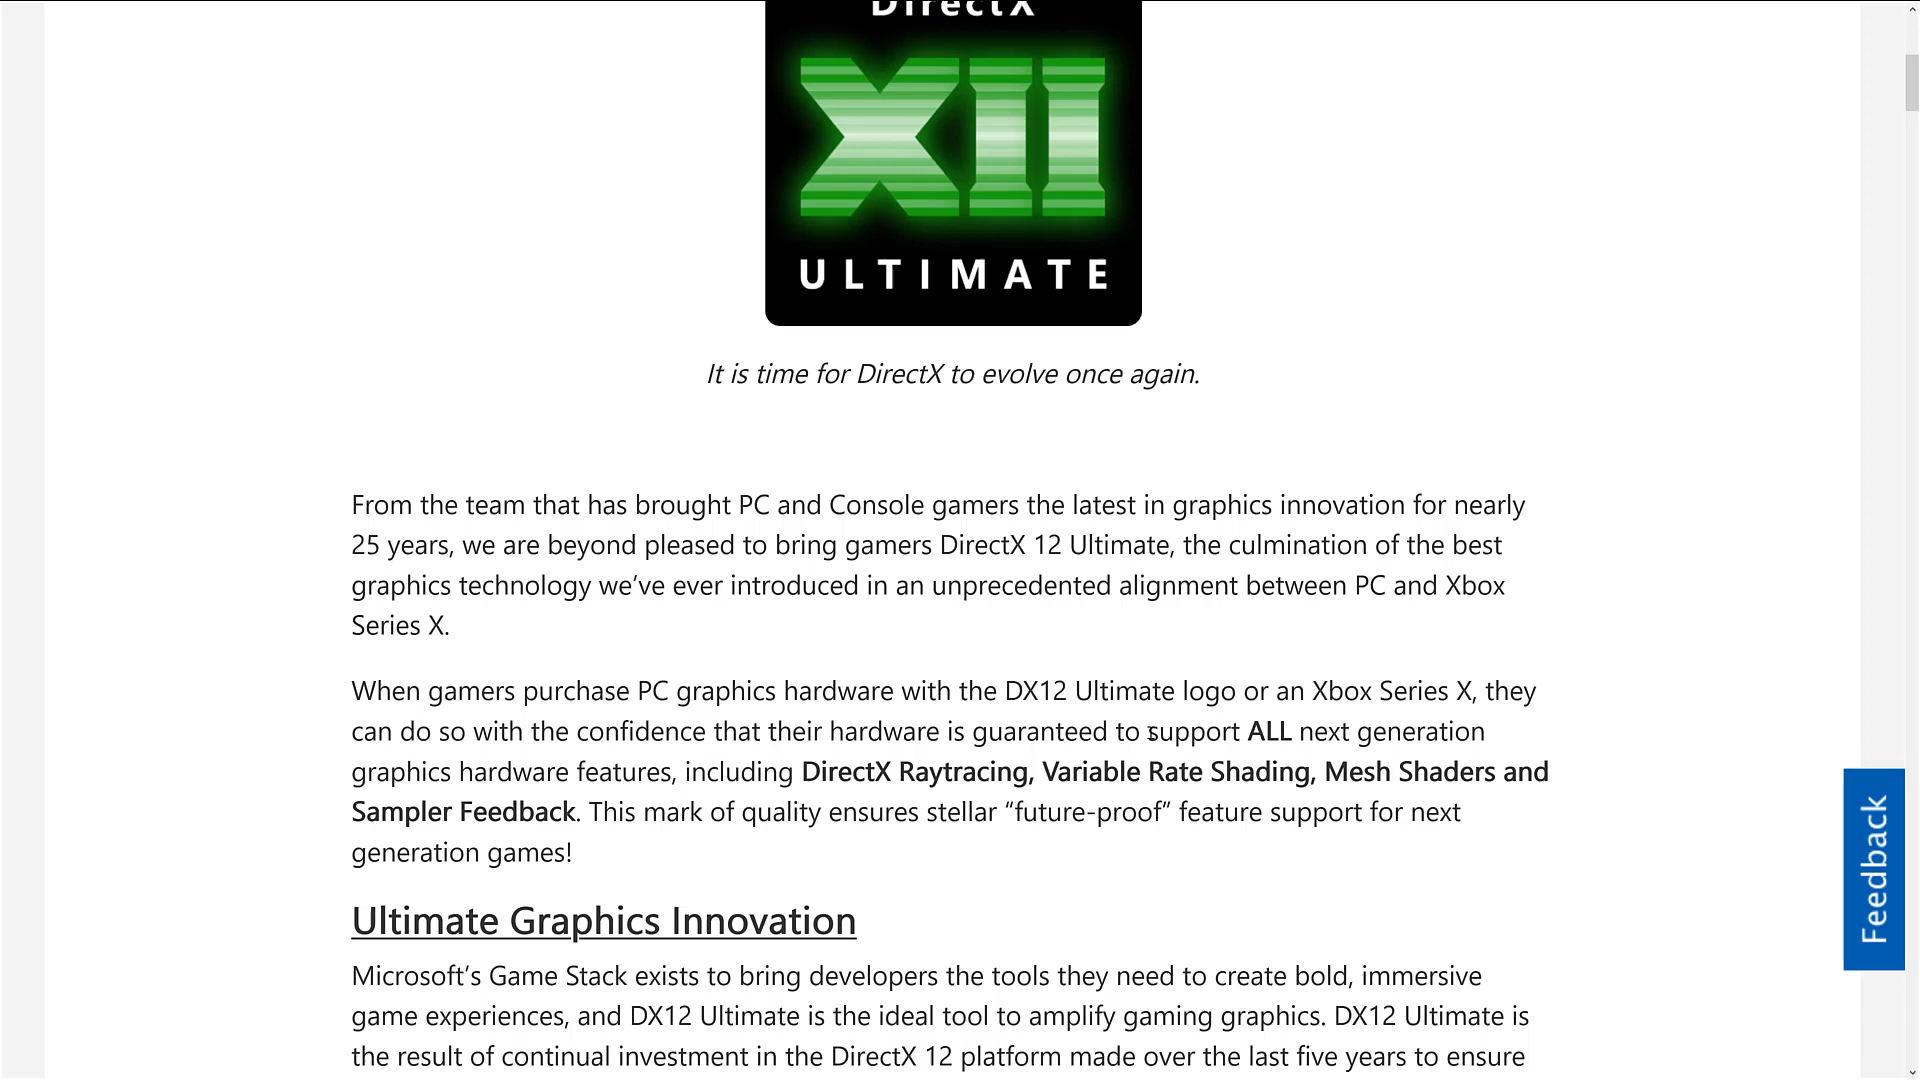 DirectX
XII
ULTIMATE
It is time for DirectX to evolve once again.
From the team that has brought PC and Console gamers the latest in graphics innovation for nearly
25 years, we are beyond pleased to bring gamers DirectX 12 Ultimate, the culmination of the best
graphics technology we’ve ever introduced in an unprecedented alignment between PC and Xbox
Series X.
When gamers purchase PC graphics hardware with the DX12 Ultimate logo or an Xbox Series X, they
can do so with the confidence that their hardware is guaranteed to support ALL next generation
graphics hardware features, including DirectX Raytracing, Variable Rate Shading, Mesh Shaders and
Sampler Feedback. This mark of quality ensures stellar “future-proof” feature support for next
generation games!
Ultimate Graphics Innovation
Microsoft’s Game Stack exists to bring developers the tools they need to create bold, immersive
game experiences, and DX12 Ultimate is the ideal tool to amplify gaming graphics. DX12 Ultimate is
the result of continual investment in the DirectX 12 platform made over the last five years to ensure
Feedback